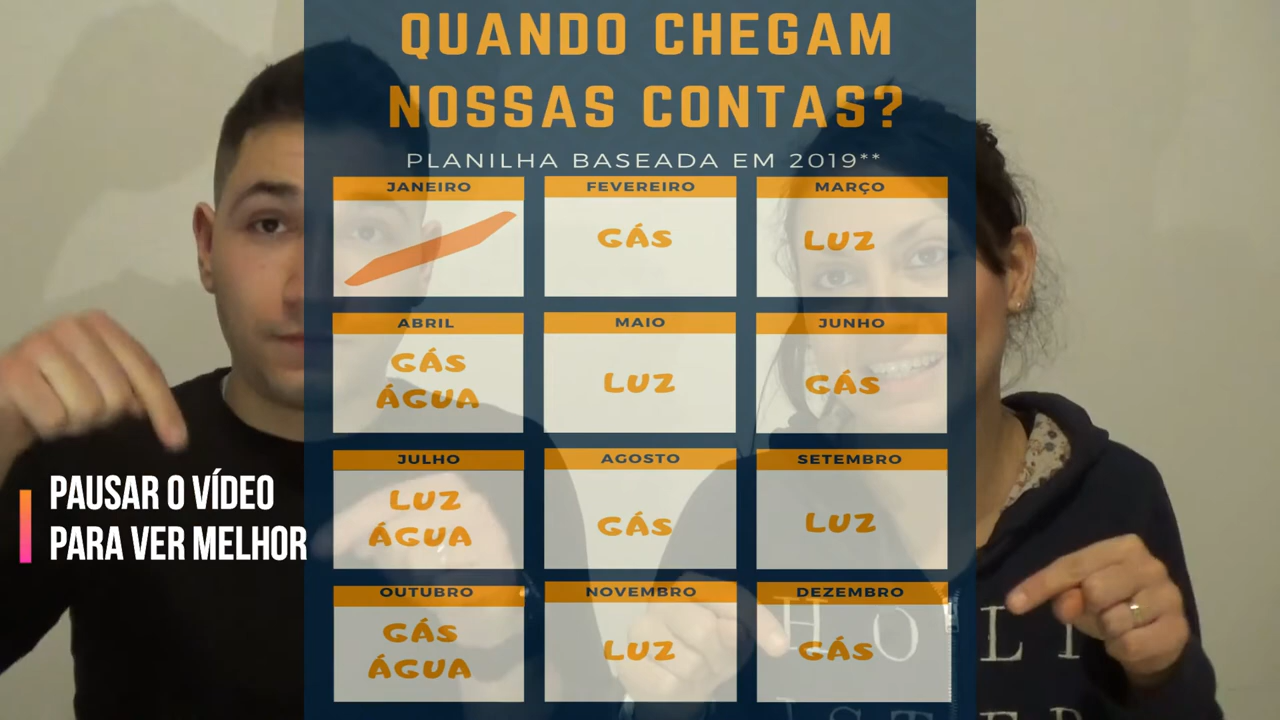 QUANDO CHEGAM
NOSSAS CONTAS?
PLANILHA BASEADA EM 2019**
JANEIRO
FEVEREIRO
GÁS
MARÇO
LUZ
ABRIL
GÁS
ÁGUA
MAIO
LUZ
JUNHO
GÁS
JULHO
LUZ
ÁGUA
AGOSTO
GÁS
SETEMBRO
LUZ
OUTUBRO
GÁS
ÁGUA
NOVEMBRO
LUZ
DEZEMBRO
GÁS
PAUSAR O VÍDEO
PARA VER MELHOR